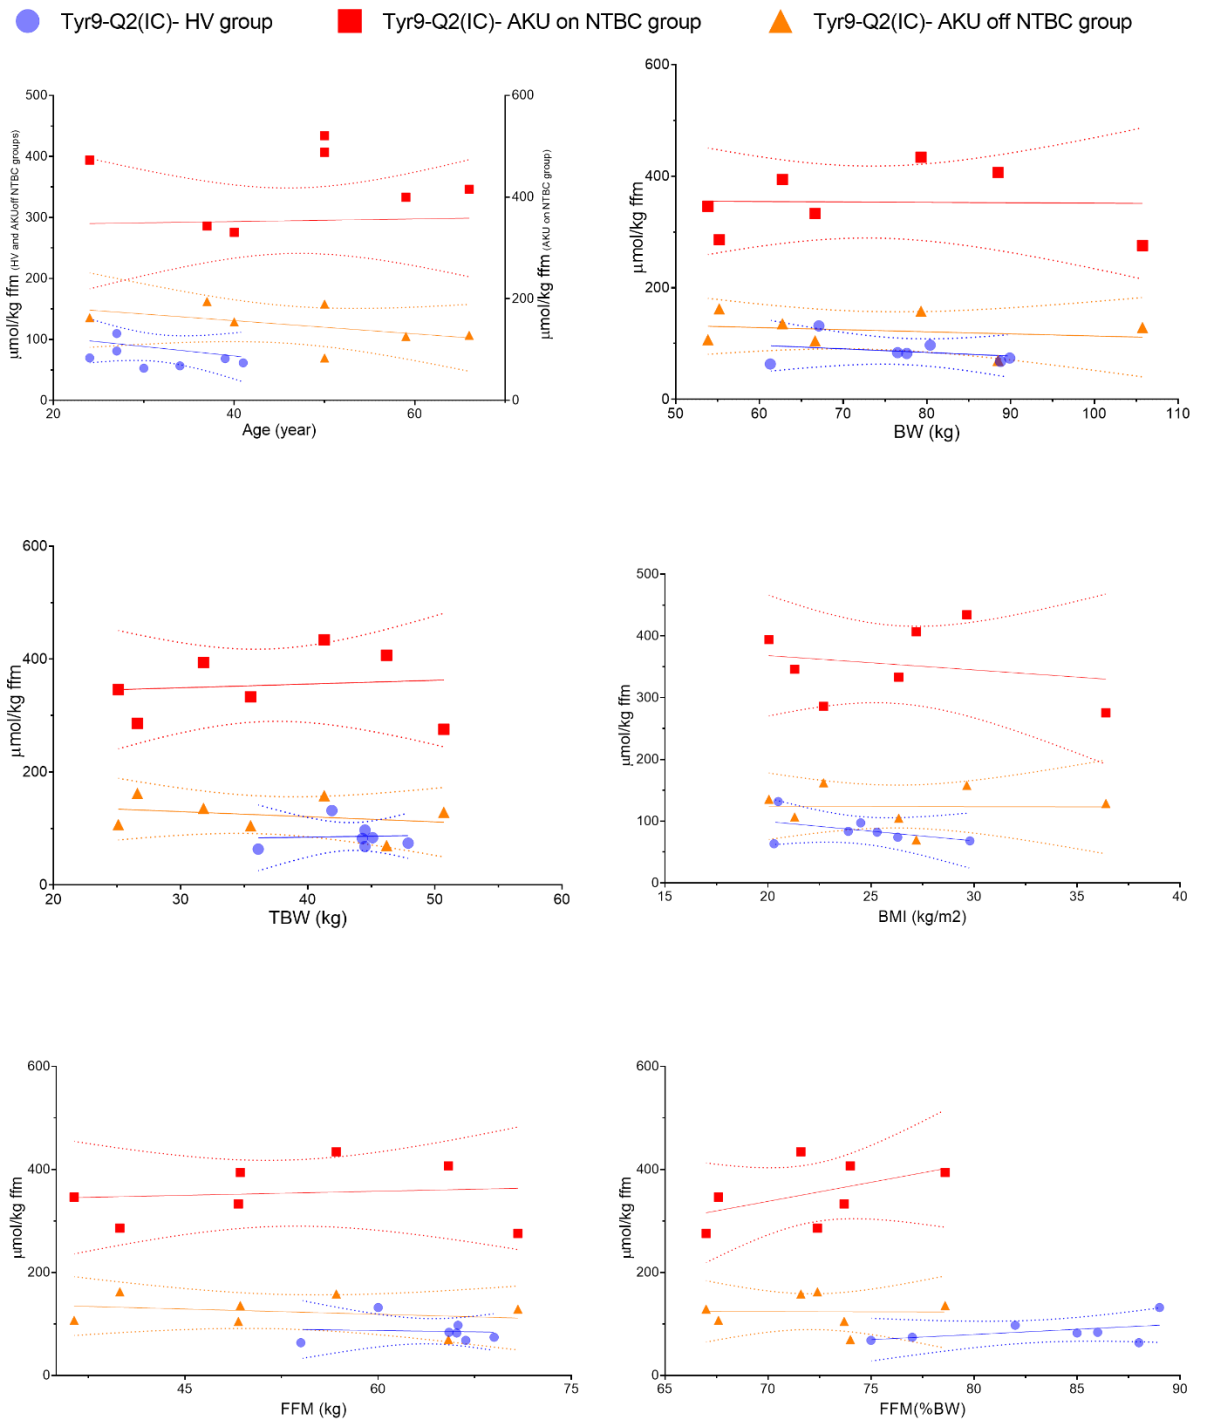 Tyr9-Q2(IC)- HV group Tyr9-Q2(IC)- AKU on NTBC group Tyr9-Q2(IC)- AKU off NTBC group
500
400
300
200
100
0
μmol/kg ffm (HV and AKUoff NTBC groups)
600
400
200
0
μmol/kg ffm (AKU on NTBC group)
20 40 60
Age (year)
600
400
200
0
μmol/kg ffm
50 60 70 80 90 100 110
BW (kg)
600
400
200
0
μmol/kg ffm
20 30 40 50 60
TBW (kg)
500
400
300
200
100
0
μmol/kg ffm
15 20 25 30 35 40
BMI (kg/m2)
600
400
200
0
μmol/kg ffm
45 60 75
FFM (kg)
600
400
200
0
μmol/kg ffm
65 70 75 80 85 90
FFM(%BW)